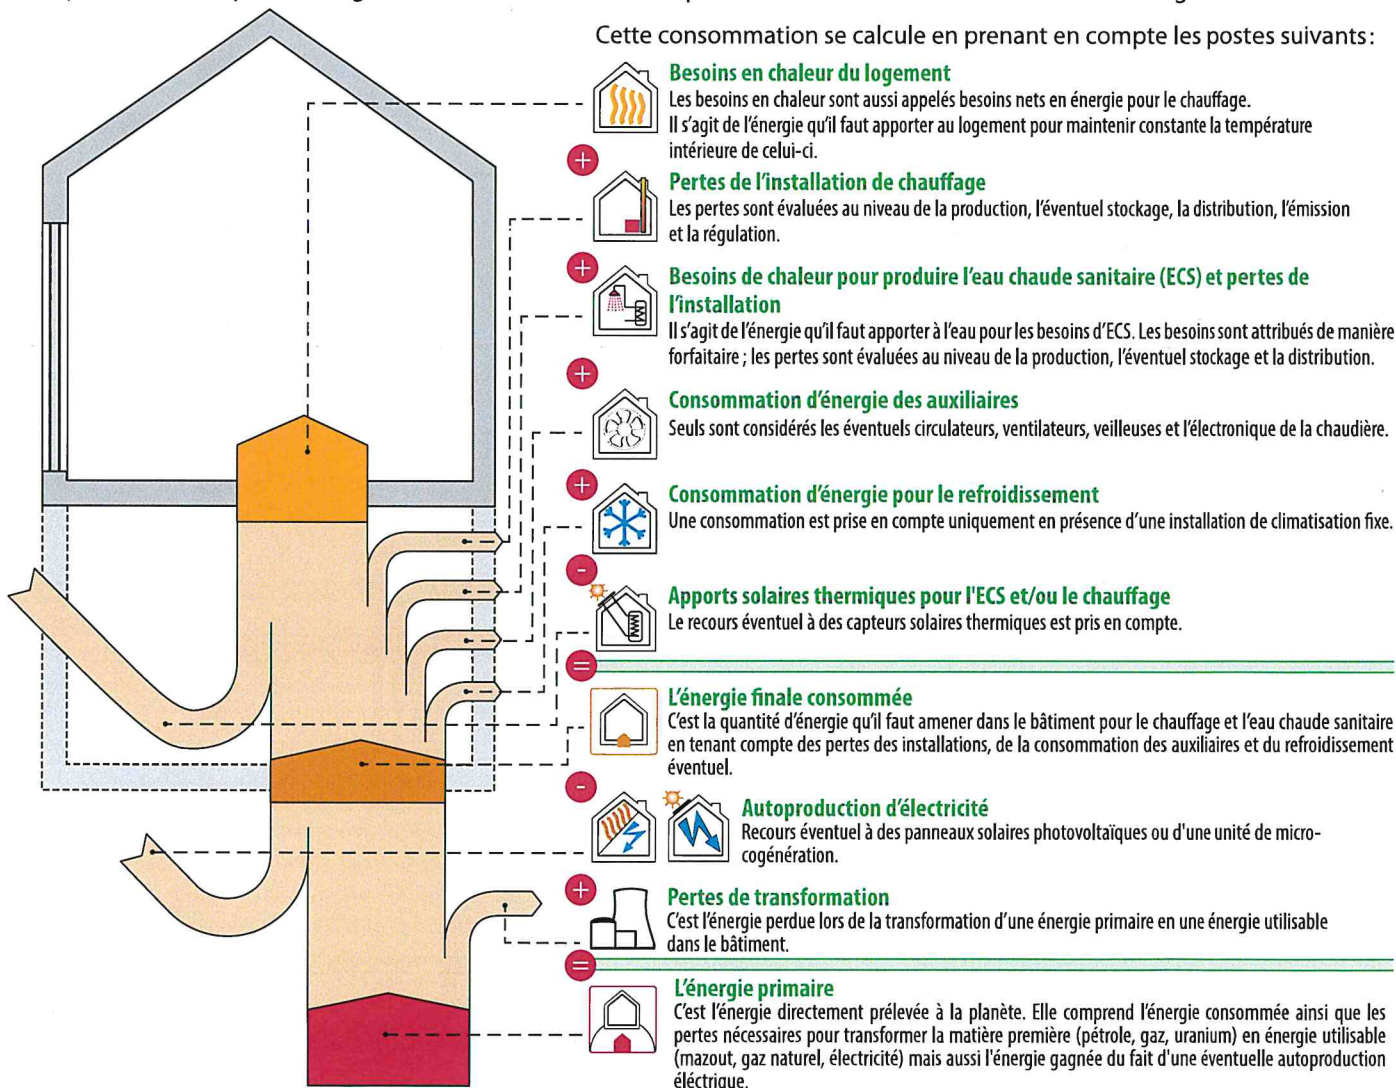 Cette consommation se calcule en prenant en compte les postes suivants:
Besoins en chaleur du logement
Les besoins en chaleur sont aussi appelés besoins nets en énergie pour le chauffage.
Il s'agit de l'énergie qu'il faut apporter au logement pour maintenir constante la température
intérieure de celui-ci.
+
Pertes de l'installation de chauffage
Les pertes sont évaluées au niveau de la production, l'éventuel stockage, la distribution, l'émission
et la régulation.
+
Besoins de chaleur pour produire l'eau chaude sanitaire (ECS) et pertes de
l'installation
Il s'agit de l'énergie qu'il faut apporter à l'eau pour les besoins d'ECS. Les besoins sont attribués de manière
forfaitaire ; les pertes sont évaluées au niveau de la production, l'éventuel stockage et la distribution.
+
Consommation d'énergie des auxiliaires
Seuls sont considérés les éventuels circulateurs, ventilateurs, veilleuses et l'électronique de la chaudière.
+
Consommation d'énergie pour le refroidissement
Une consommation est prise en compte uniquement en présence d'une installation de climatisation fixe.
-
Apports solaires thermiques pour l'ECS et/ou le chauffage
Le recours éventuel à des capteurs solaires thermiques est pris en compte.
=
L'énergie finale consommée
C'est la quantité d'énergie qu'il faut amener dans le bâtiment pour le chauffage et l'eau chaude sanitaire
en tenant compte des pertes des installations, de la consommation des auxiliaires et du refroidissement
éventuel.
-
Autoproduction d'électricité
Recours éventuel à des panneaux solaires photovoltaïques ou d'une unité de micro-
cogénération.
+
Pertes de transformation
C'est l'énergie perdue lors de la transformation d'une énergie primaire en une énergie utilisable
dans le bâtiment.
=
L'énergie primaire
C'est l'énergie directement prélevée à la planète. Elle comprend l'énergie consommée ainsi que les
pertes nécessaires pour transformer la matière première (pétrole, gaz, uranium) en énergie utilisable
(mazout, gaz naturel, électricité) mais aussi l'énergie gagnée du fait d'une éventuelle autoproduction
éléctrique.